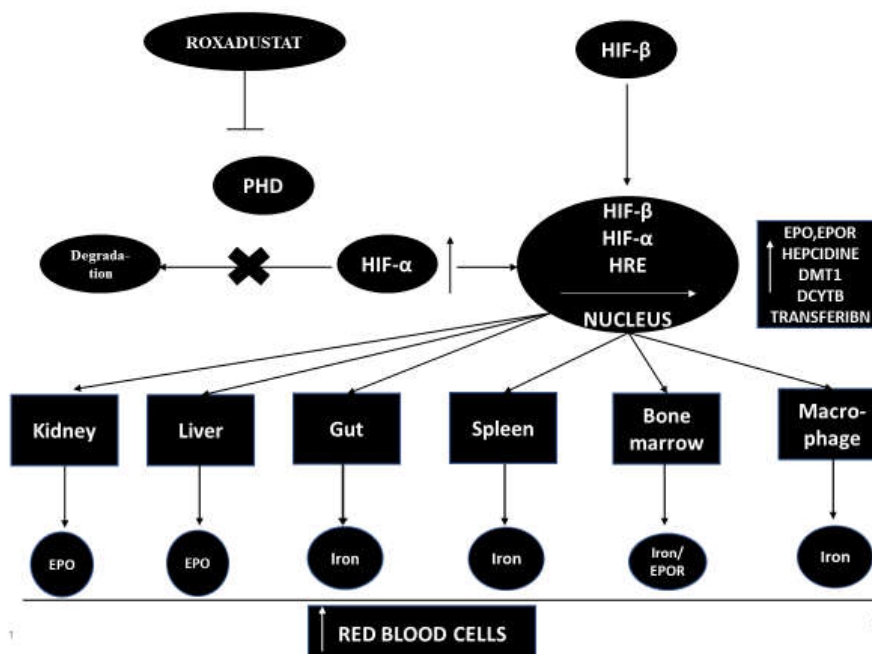 ROXADUSTAT
HIF-β
PHD
HIF-β
HIF-α
HRE
NUCLEUS
EPO,EPOR
HEPCIDINE
DMT1
DCYTB
TRANSFERIBN
Degrada-
tion
HIF-α
Kidney
Liver
Gut
Spleen
Bone
marrow
Macro-
phage
EPO
EPO
Iron
Iron
Iron/
EPOR
Iron
RED BLOOD CELLS
1